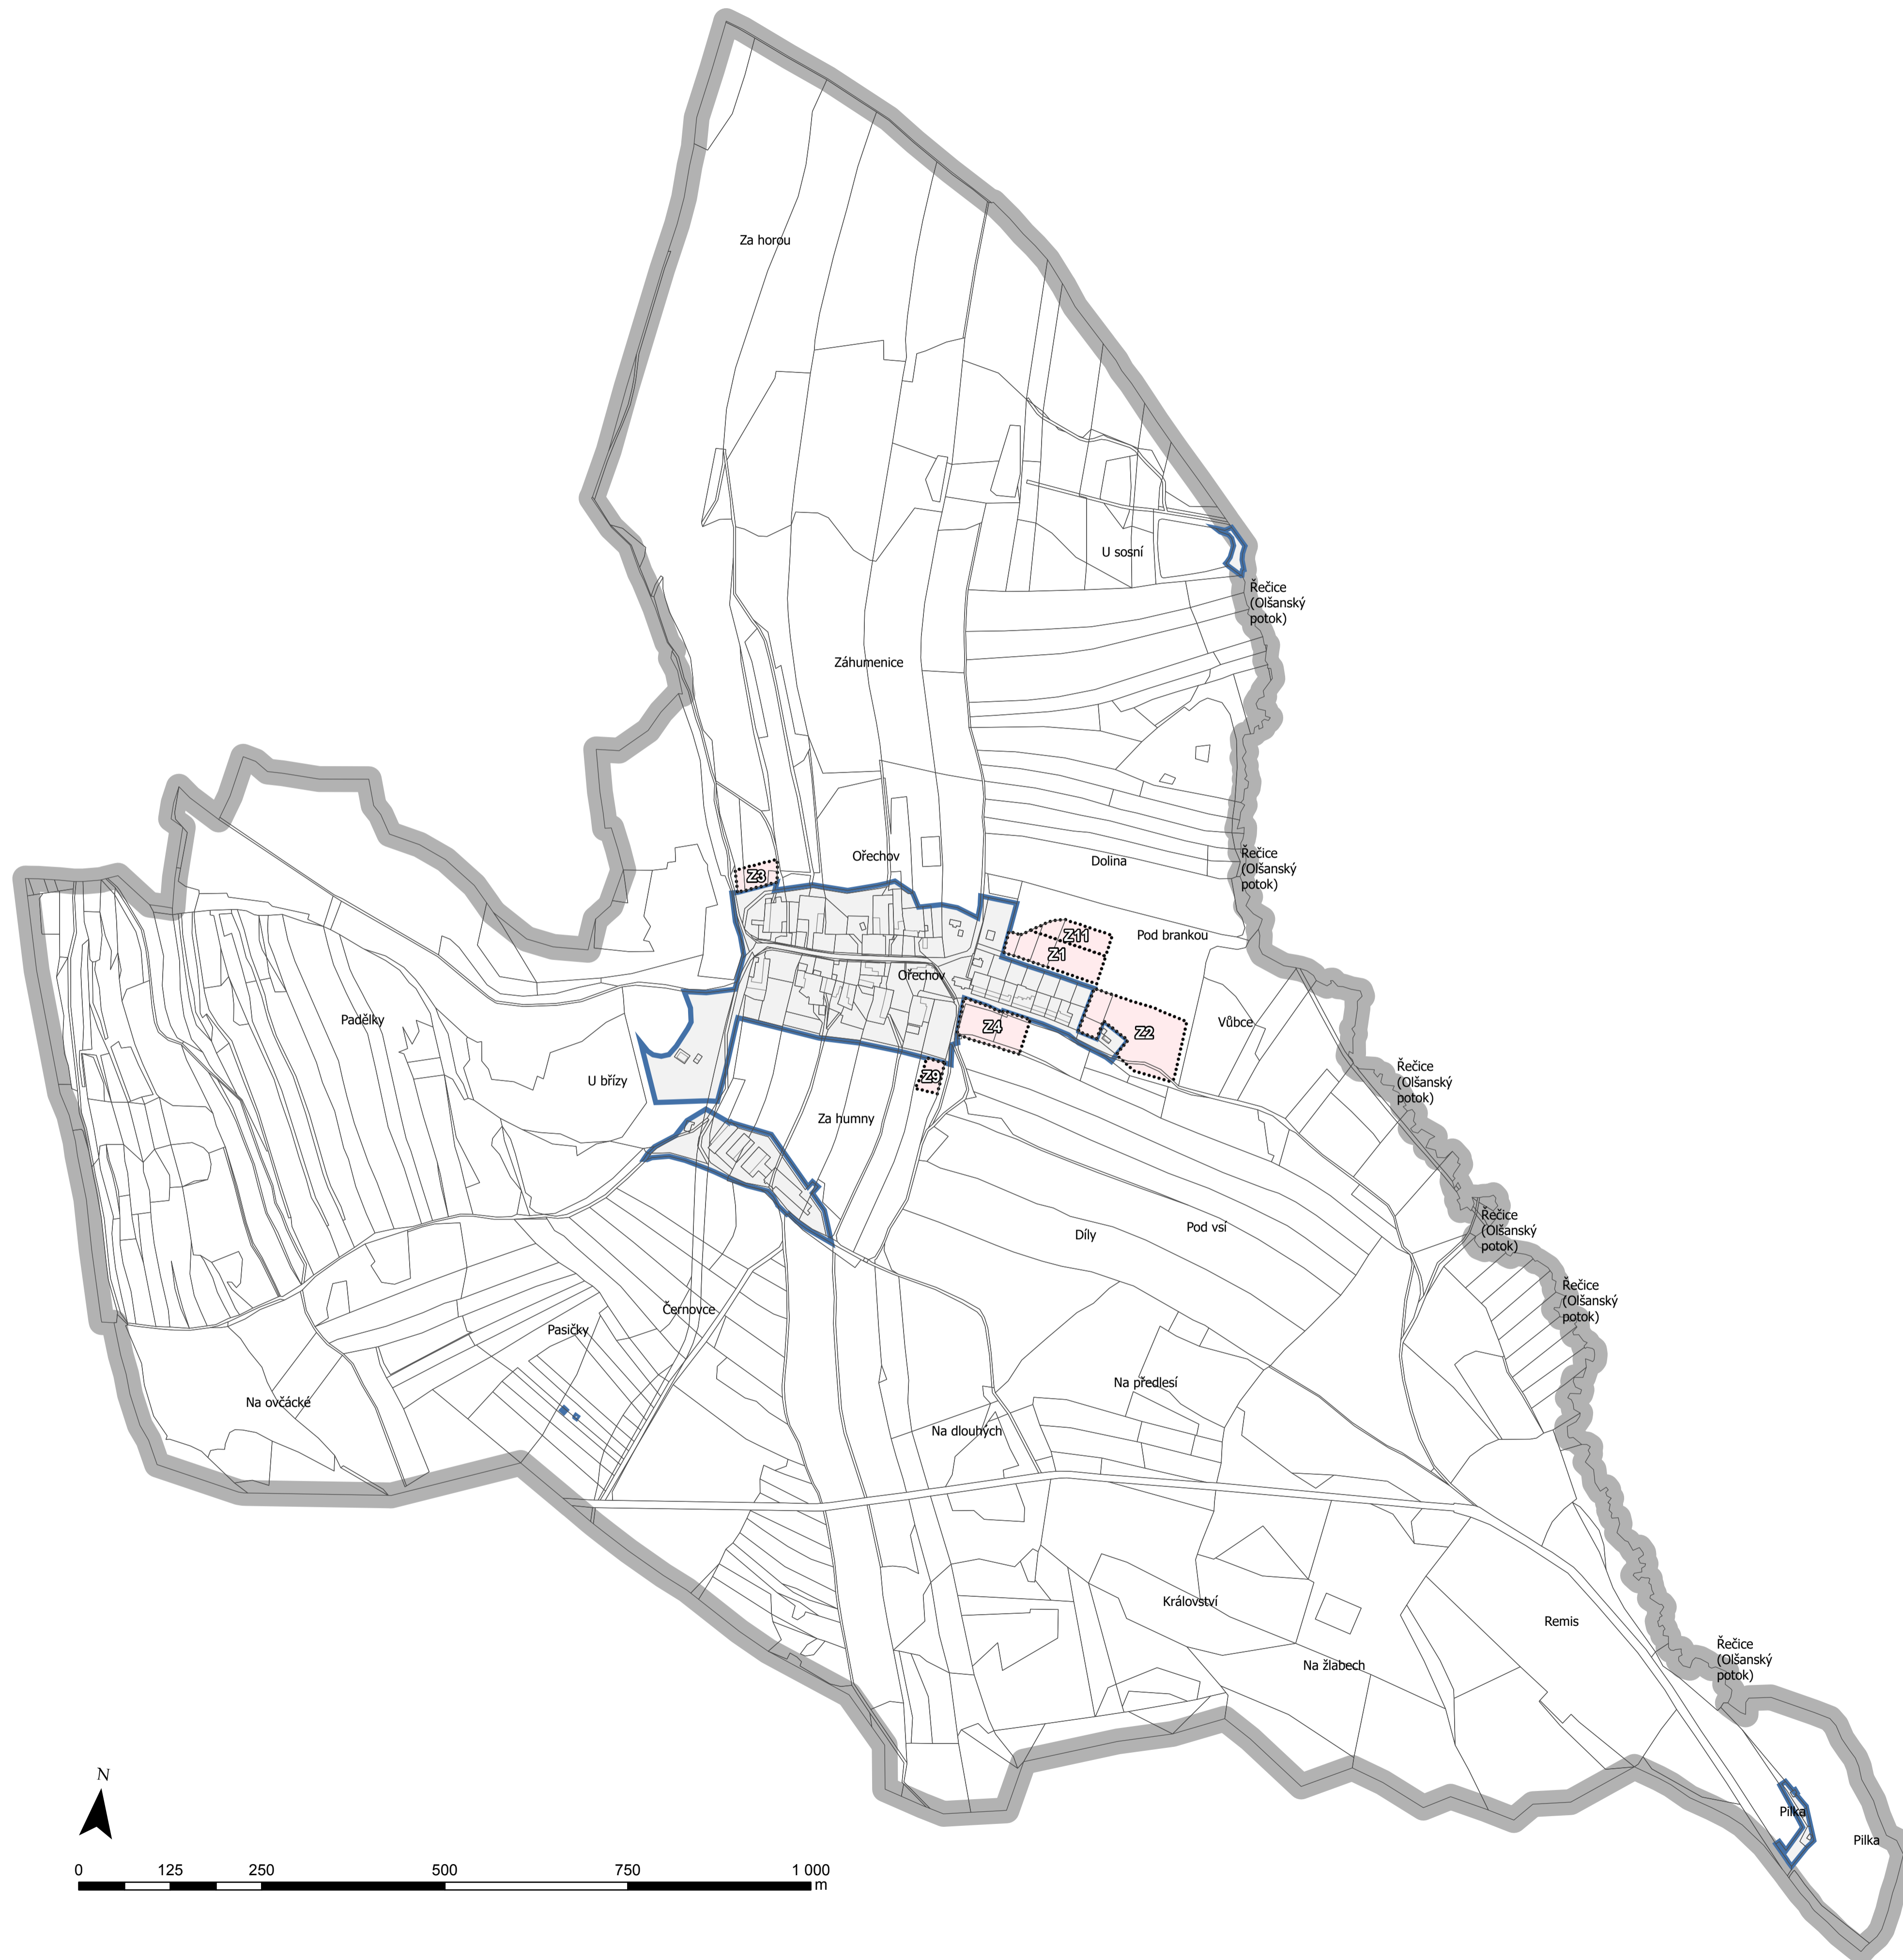 Za horou
U sosní
Řečice
(Olšanský
potok)
Záhumenice
Ořechov
Dolina
Řečice
(Olšanský
potok)
Z3
Z11
Pod brankou
Z1
Ořechov
Padělky
Z4
Z2
Vůbce
U břízy
Z9
Řečice
(Olšanský
potok)
Za humny
Díly
Pod vsí
Řečice
(Olšanský
potok)
Černovce
Řečice
(Olšanský
potok)
Pasičky
Na ovčácké
Na předlesí
Na dlouhých
Království
Remis
Na žlabech
Řečice
(Olšanský
potok)
Pilka
Pilka
N
0 125 250 500 750 1 000
m